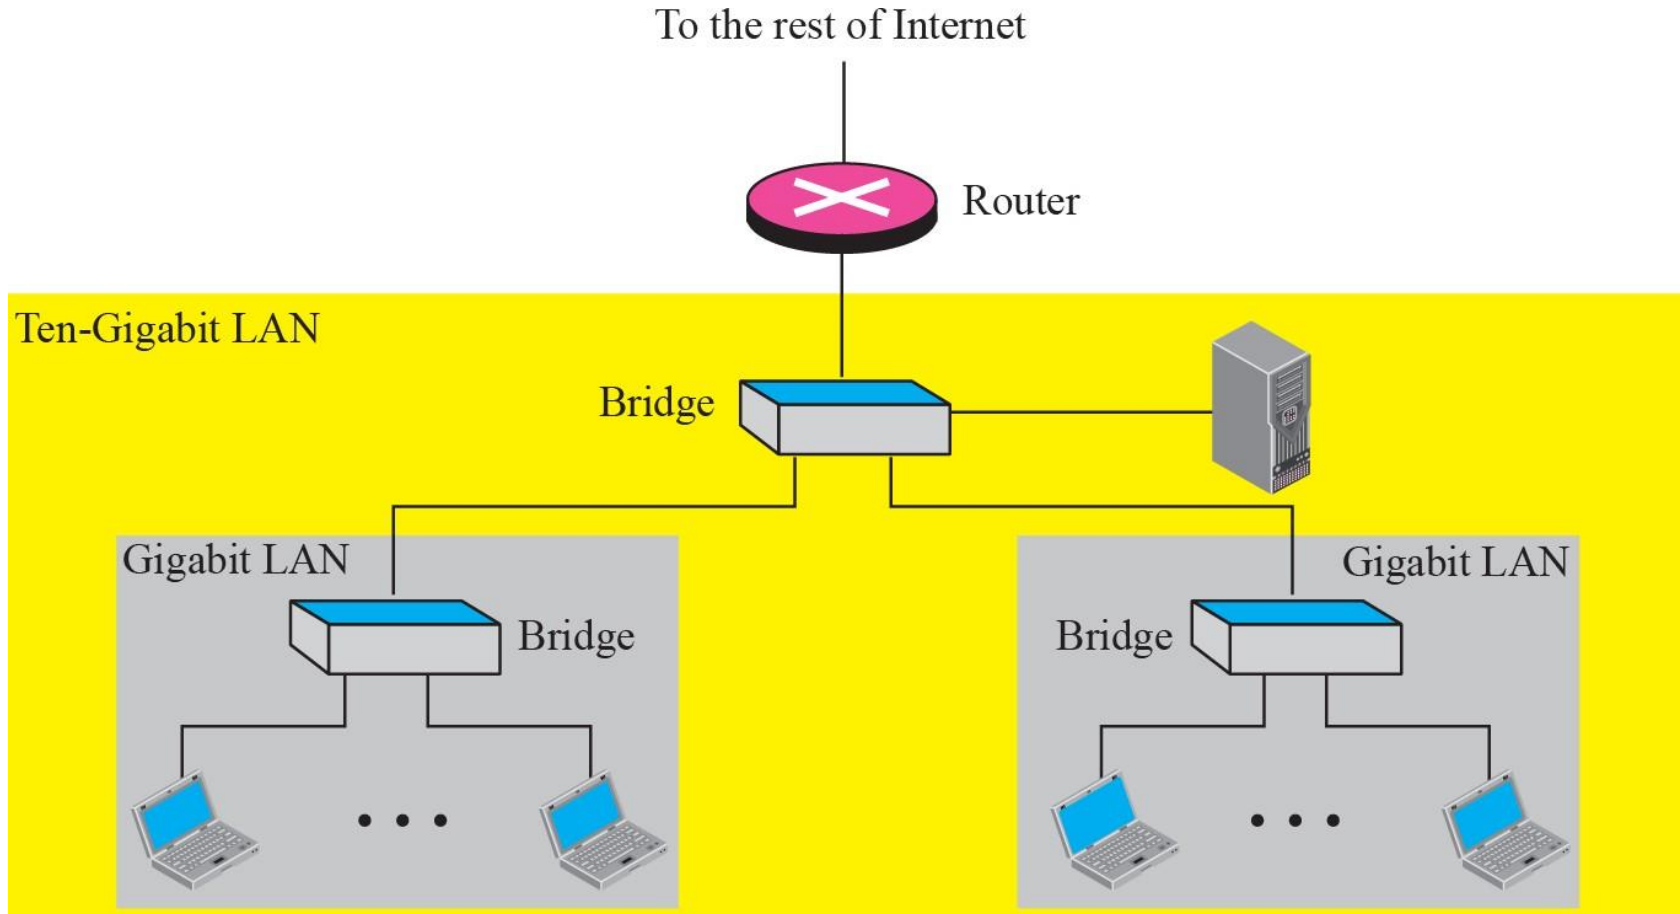 To the rest of Internet
Router
Ten-Gigabit LAN
Bridge
Gigabit LAN
Bridge
Gigabit LAN
Bridge